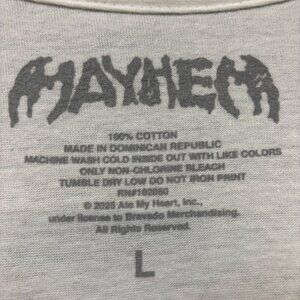 MAYHEM
100% COTTON
MADE IN DOMINICAN REPUBLIC
MACHINE WASH COLD INSIDE OUT WITH LIKE COLORS
ONLY NON-CHLORINE BLEACH
TUMBLE DRY LOW DO NOT IRON PRINT
© 2025 Ate My Heart, Inc.,
under license to Bravado Merchandising.
All Rights Reserved.
L